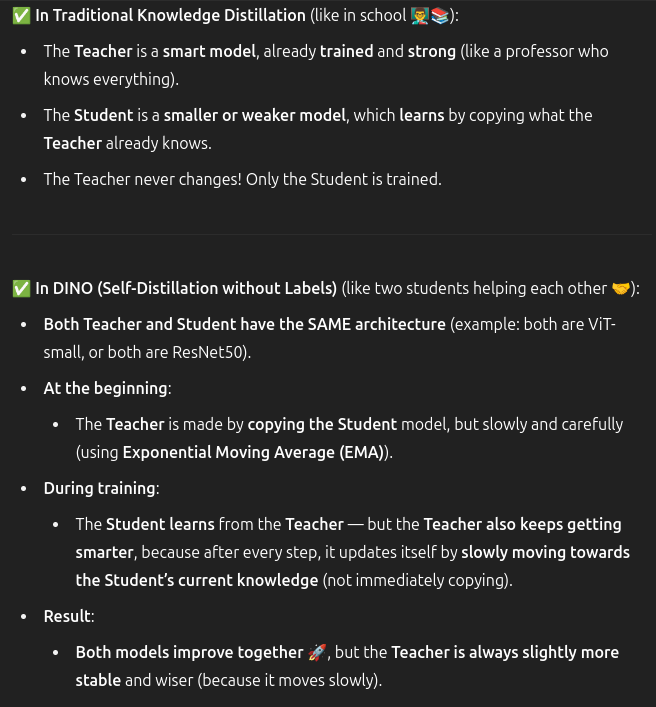 ✅ In Traditional Knowledge Distillation (like in school 👨‍🏫📚):
• The Teacher is a smart model, already trained and strong (like a professor who
knows everything).
• The Student is a smaller or weaker model, which learns by copying what the
Teacher already knows.
• The Teacher never changes! Only the Student is trained.
✅ In DINO (Self-Distillation without Labels) (like two students helping each other 🤝):
• Both Teacher and Student have the SAME architecture (example: both are ViT-
small, or both are ResNet50).
• At the beginning:
• The Teacher is made by copying the Student model, but slowly and carefully
(using Exponential Moving Average (EMA)).
• During training:
• The Student learns from the Teacher — but the Teacher also keeps getting
smarter, because after every step, it updates itself by slowly moving towards
the Student’s current knowledge (not immediately copying).
• Result:
• Both models improve together 🚀, but the Teacher is always slightly more
stable and wiser (because it moves slowly).